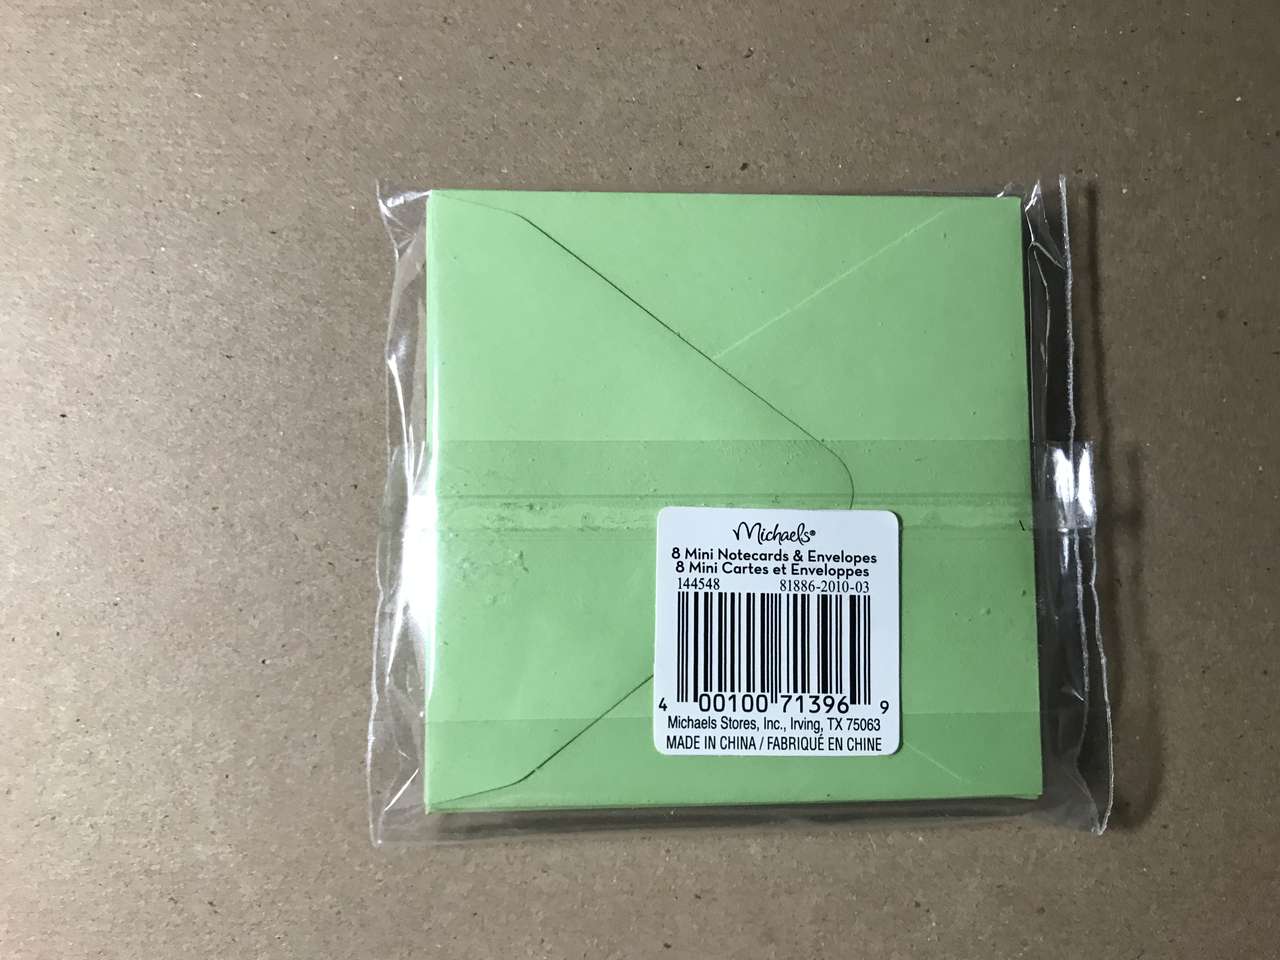 Michaels®
8 Mini Notecards & Envelopes
8 Mini Cartes et Enveloppes
144548 81886-2010-03
4 00100 71396 9
Michaels Stores, Inc., Irving, TX 75063
MADE IN CHINA / FABRIQUÉ EN CHINE